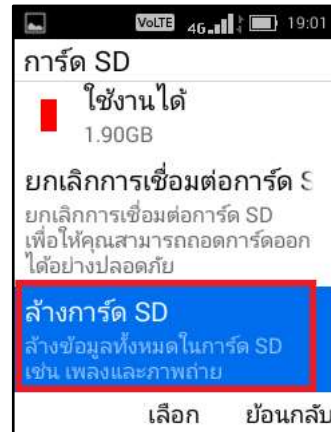 VoLTE 4G 19:01
การ์ด SD
ใช้งานได้
1.90GB
ยกเลิกการเชื่อมต่อการ์ด S
ยกเลิกการเชื่อมต่อการ์ด SD
เพื่อให้คุณสามารถถอดการ์ดออก
ได้อย่างปลอดภัย
ล้างการ์ด SD
ล้างข้อมูลทั้งหมดในการ์ด SD
เช่น เพลงและภาพถ่าย
เลือก ย้อนกลับ